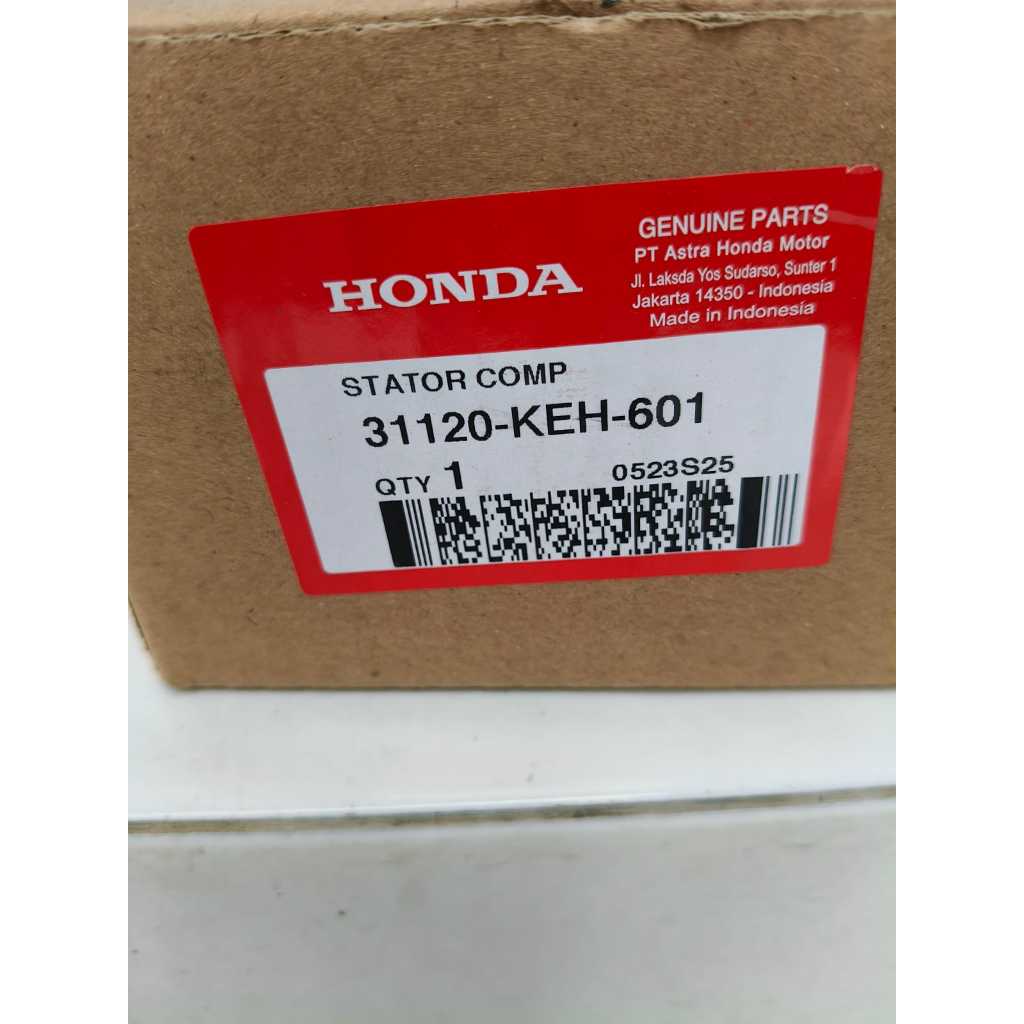 HONDA
GENUINE PARTS
PT Astra Honda Motor
Jl. Laksda Yos Sudarso, Sunter 1
Jakarta 14350 - Indonesia
Made in Indonesia
STATOR COMP
31120-KEH-601
QTY 1 0523S25